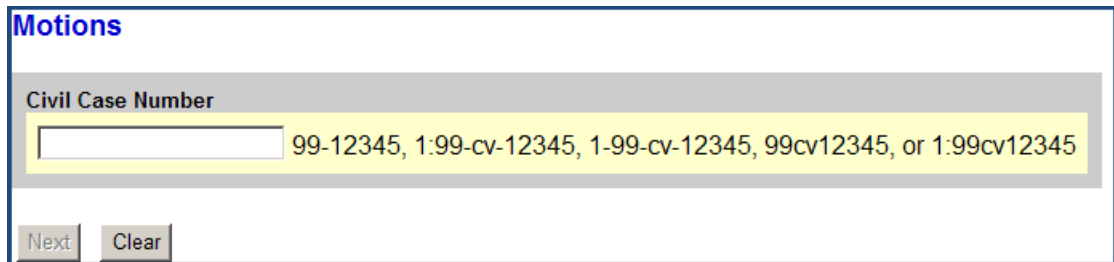 Motions
Civil Case Number
99-12345, 1:99-cv-12345, 1-99-cv-12345, 99cv12345, or 1:99cv12345
Next Clear